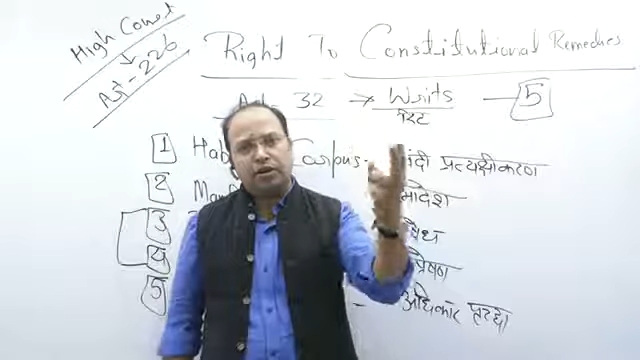 High Court
Art-226
Right To Constitutional Remedies
Art 32 → Writs — 5
रिट
1 Hab Corpus- बंदी प्रत्यक्षीकरण
2 Man
3
4
5 अधिकार पृच्छा